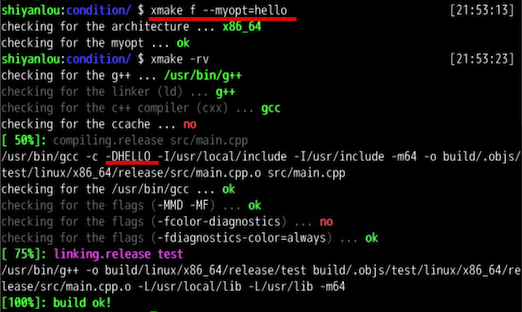 shiyanlou:condition/ $ xmake f --myopt=hello [21:53:13]
checking for the architecture ... x86_64
checking for the myopt ... ok
shiyanlou:condition/ $ xmake -rv [21:53:23]
checking for the g++ ... /usr/bin/g++
checking for the linker (ld) ... g++
checking for the c++ compiler (cxx) ... gcc
checking for the ccache ... no
[ 50%]: compiling.release src/main.cpp
/usr/bin/gcc -c -DHELLO -I/usr/local/include -I/usr/include -m64 -o build/.objs/
test/linux/x86_64/release/src/main.cpp.o src/main.cpp
checking for the /usr/bin/gcc ... ok
checking for the flags (-MMD -MF) ... ok
checking for the flags (-fcolor-diagnostics) ... no
checking for the flags (-fdiagnostics-color=always) ... ok
[ 75%]: linking.release test
/usr/bin/g++ -o build/linux/x86_64/release/test build/.objs/test/linux/x86_64/re
lease/src/main.cpp.o -L/usr/local/lib -L/usr/lib -m64
[100%]: build ok!